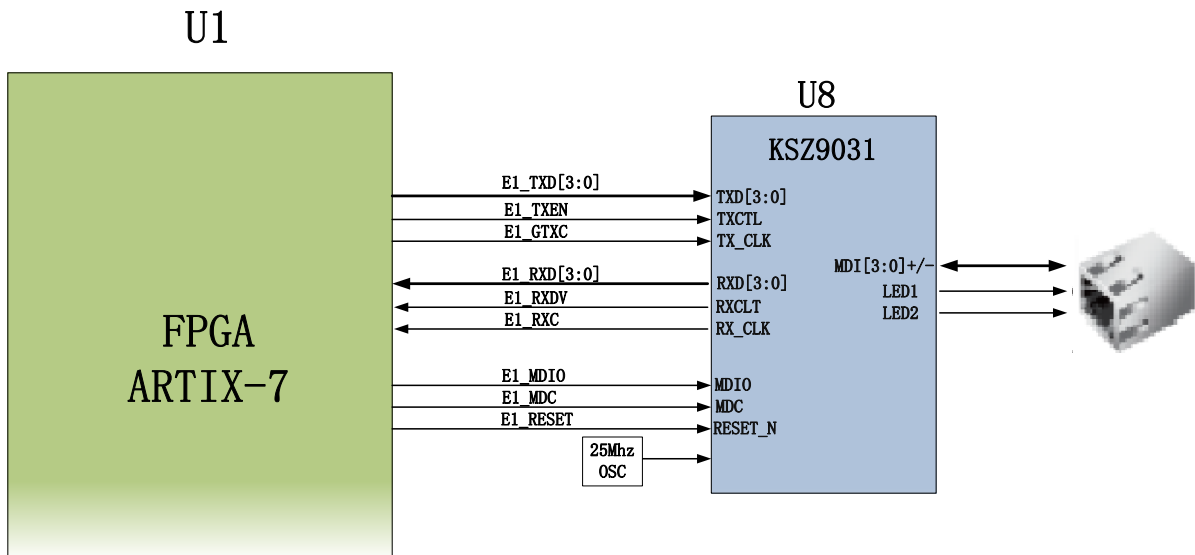 U1
U8
KSZ9031
FPGA
ARTIX-7
E1_TXD[3:0]
E1_TXEN
E1_GTXC
E1_RXD[3:0]
E1_RXDV
E1_RXC
E1_MDIO
E1_MDC
E1_RESET
25Mhz
OSC
TXD[3:0]
TXCTL
TX_CLK
RXD[3:0]
RXCLT
RX_CLK
MDIO
MDC
RESET_N
MDI[3:0]+/-
LED1
LED2